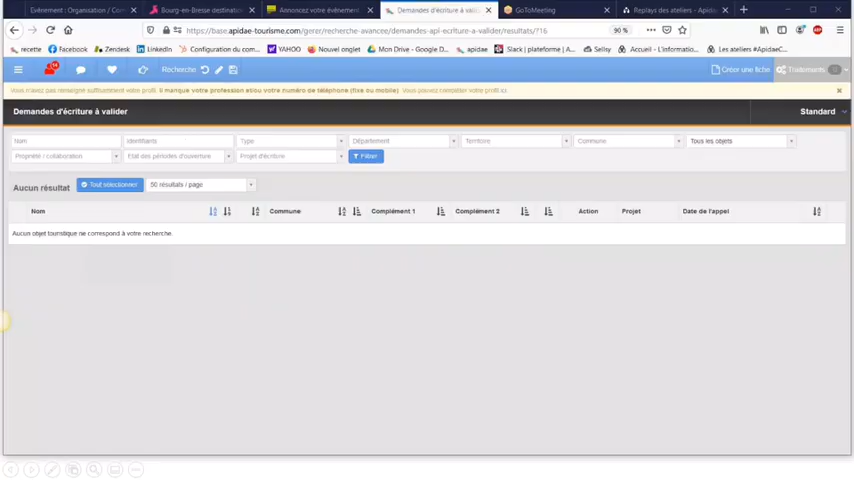 Evènement : Organisation / Com
Bourg-en-Bresse destination
Annoncez votre évènement
Demandes d'écriture à valid
GoToMeeting
Replays des ateliers - Apidae
https://base.apidae-tourisme.com/gerer/recherche-avancee/demandes-api-ecriture-a-valider/resultats/?16
90 %
recette
Facebook
Zendesk
LinkedIn
Configuration du com...
YAHOO
Nouvel onglet
Mon Drive - Google D...
apidae
Slack | plateforme | A...
Sellsy
Accueil - L'informatio...
Les ateliers #ApidaeC...
Recherche
Créer une fiche
Traitements
Vous n'avez pas renseigné suffisamment votre profil. Il manque votre profession et/ou votre numéro de téléphone (fixe ou mobile). Vous pouvez compléter votre profil ici
Demandes d'écriture à valider
Standard
Nom
Identifiants
Type
Département
Territoire
Commune
Tous les objets
Propriété / collaboration
Etat des périodes d'ouverture
Projet d'écriture
Filtrer
Aucun résultat
Tout sélectionner
50 résultats / page
Nom
Commune
Complément 1
Complément 2
Action
Projet
Date de l'appel
Aucun objet touristique ne correspond à votre recherche.